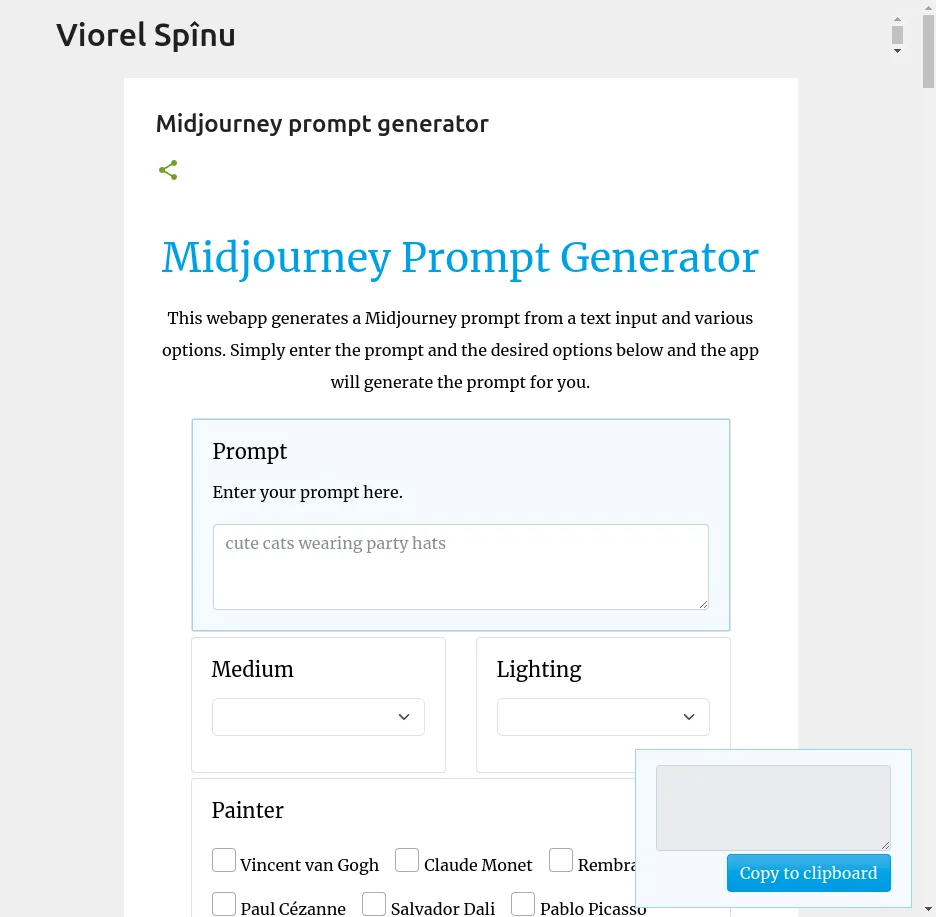 Viorel Spînu
Midjourney prompt generator
Midjourney Prompt Generator
This webapp generates a Midjourney prompt from a text input and various
options. Simply enter the prompt and the desired options below and the app
will generate the prompt for you.
Prompt
Enter your prompt here.
cute cats wearing party hats
Medium
Lighting
Painter
Vincent van Gogh
Claude Monet
Paul Cézanne
Salvador Dali
Pablo Picasso
Copy to clipboard